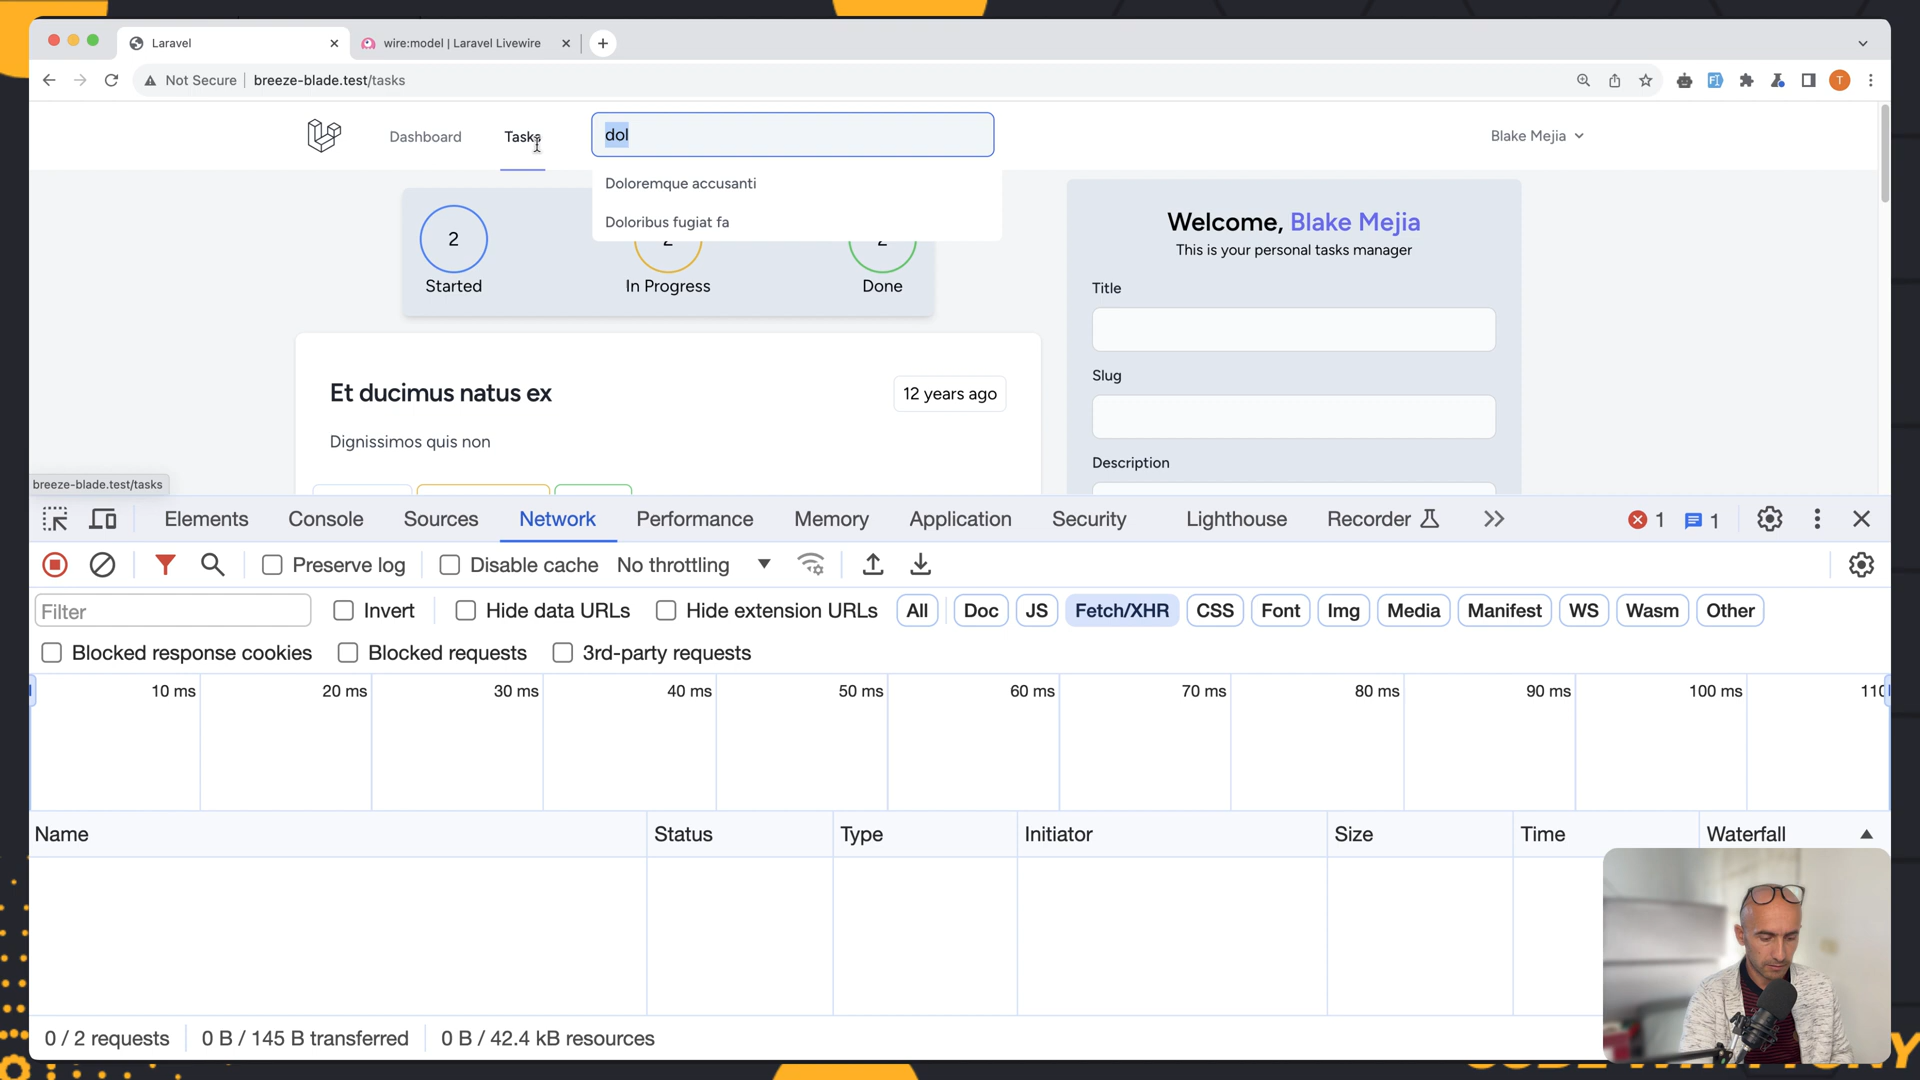 Laravel
wire:model | Laravel Livewire
Not Secure
breeze-blade.test/tasks
T
Dashboard
Tasks
dol
Blake Mejia
Doloremque accusanti
Doloribus fugiat fa
2
Started
In Progress
Done
Welcome, Blake Mejia
This is your personal tasks manager
Title
Slug
Description
Et ducimus natus ex
12 years ago
Dignissimos quis non
breeze-blade.test/tasks
Elements
Console
Sources
Network
Performance
Memory
Application
Security
Lighthouse
Recorder
1
1
Preserve log
Disable cache
No throttling
Filter
Invert
Hide data URLs
Hide extension URLs
All
Doc
JS
Fetch/XHR
CSS
Font
Img
Media
Manifest
WS
Wasm
Other
Blocked response cookies
Blocked requests
3rd-party requests
10 ms
20 ms
30 ms
40 ms
50 ms
60 ms
70 ms
80 ms
90 ms
100 ms
110
Name
Status
Type
Initiator
Size
Time
Waterfall
0 / 2 requests
0 B / 145 B transferred
0 B / 42.4 kB resources